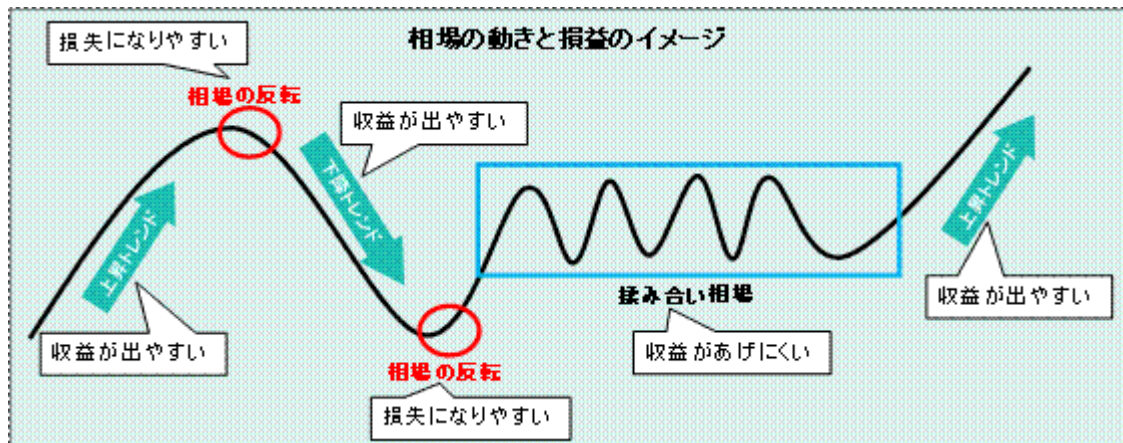 相場の動きと損益のイメージ
損失になりやすい
相場の反転
収益が出やすい
下降トレンド
上昇トレンド
収益が出やすい
相場の反転
損失になりやすい
揉み合い相場
収益があげにくい
上昇トレンド
収益が出やすい